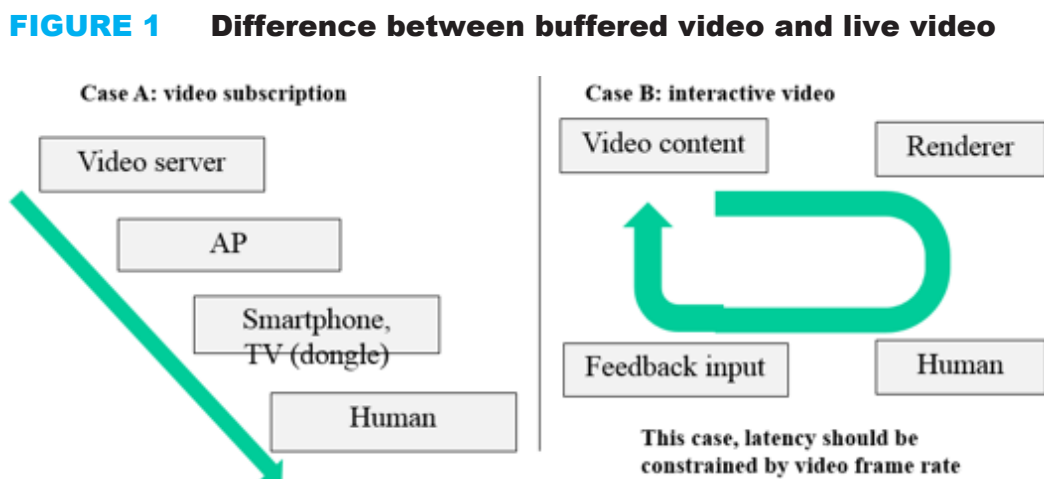 FIGURE 1 Difference between buffered video and live video
Case A: video subscription
Video server
AP
Smartphone,
TV (dongle)
Human
Case B: interactive video
Video content
Renderer
Feedback input
Human
This case, latency should be
constrained by video frame rate